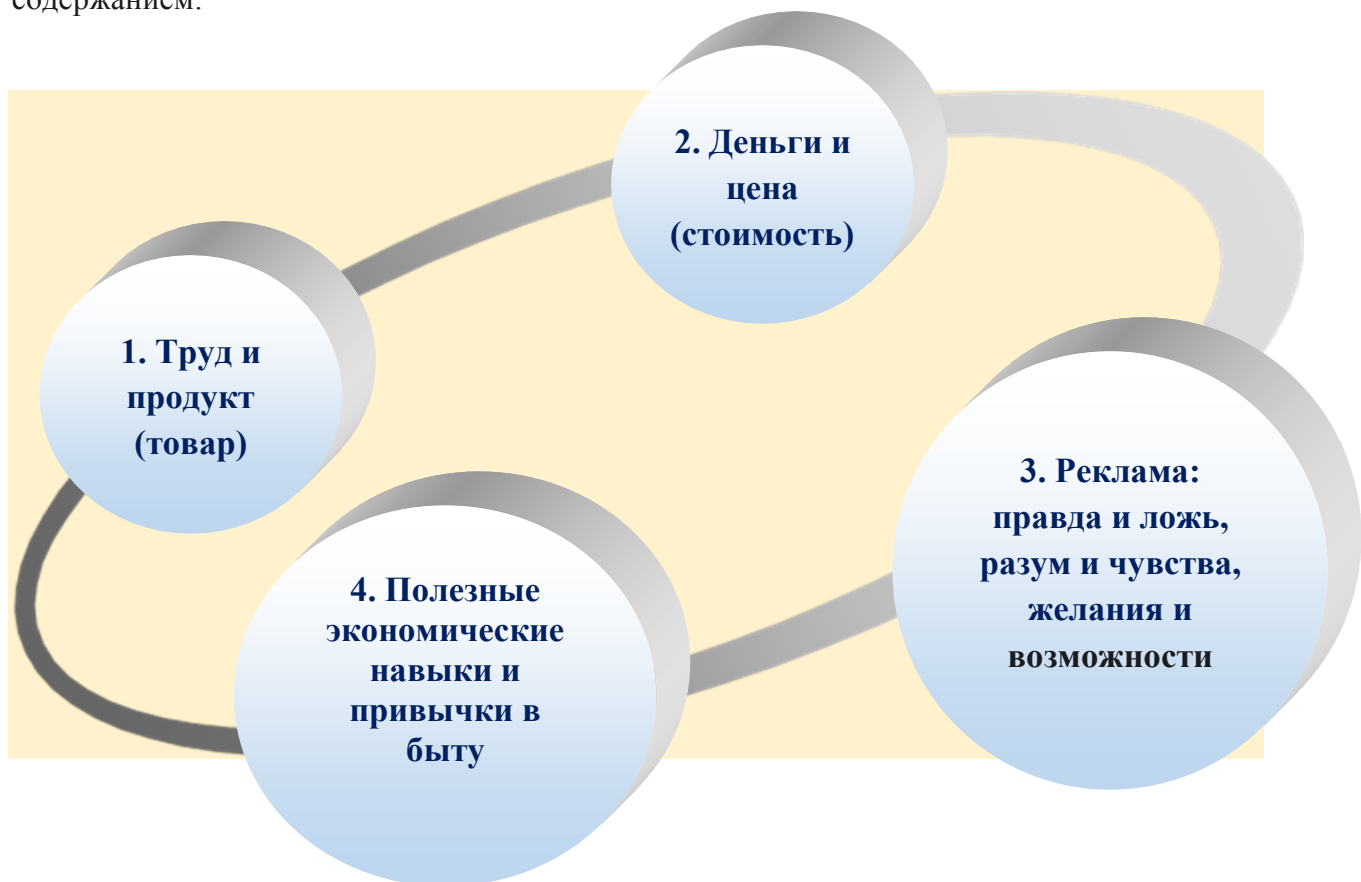 содержанием:
2. Деньги и
цена
(стоимость)
1. Труд и
продукт
(товар)
3. Реклама:
правда и ложь,
разум и чувства,
желания и
возможности
4. Полезные
экономические
навыки и
привычки в
быту